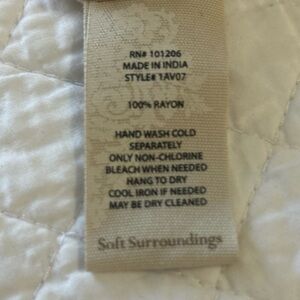 RN# 101206
MADE IN INDIA
STYLE# 1AV07
100% RAYON
HAND WASH COLD
SEPARATELY
ONLY NON-CHLORINE
BLEACH WHEN NEEDED
HANG TO DRY
COOL IRON IF NEEDED
MAY BE DRY CLEANED
Soft Surroundings